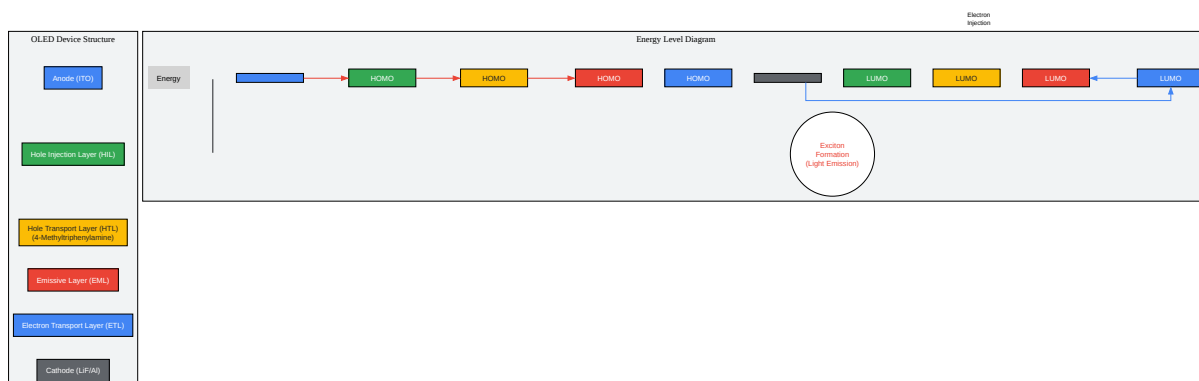 Electron
Injection
OLED Device Structure
Energy Level Diagram
Anode (ITO)
Energy
HOMO
HOMO
HOMO
HOMO
LUMO
LUMO
LUMO
LUMO
Exciton
Formation
(Light Emission)
Hole Injection Layer (HIL)
Hole Transport Layer (HTL)
(4-Methyltriphenylamine)
Emissive Layer (EML)
Electron Transport Layer (ETL)
Cathode (LiF/Al)